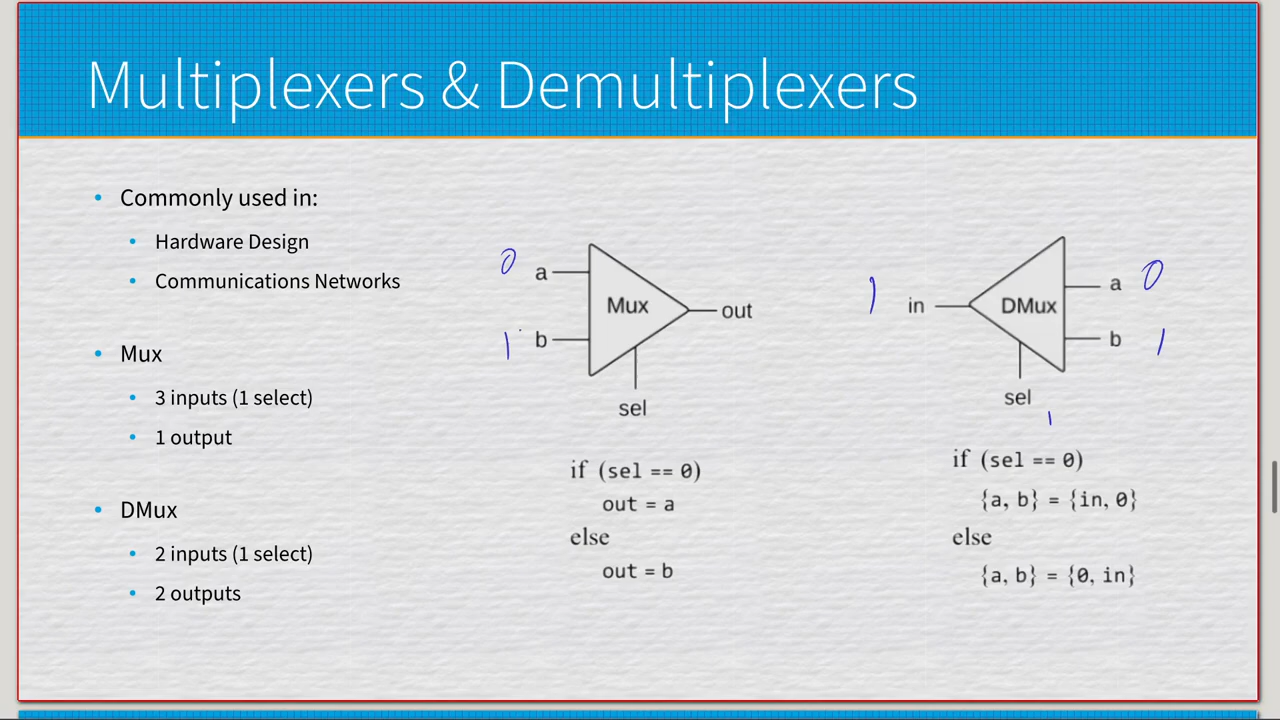 Multiplexers & Demultiplexers
• Commonly used in:
• Hardware Design
• Communications Networks
• Mux
• 3 inputs (1 select)
• 1 output
• DMux
• 2 inputs (1 select)
• 2 outputs
0
a
1
b
Mux
out
sel
if (sel == 0)
out = a
else
out = b
1
in
DMux
a
0
b
1
sel
1
if (sel == 0)
{a, b} = {in, 0}
else
{a, b} = {0, in}